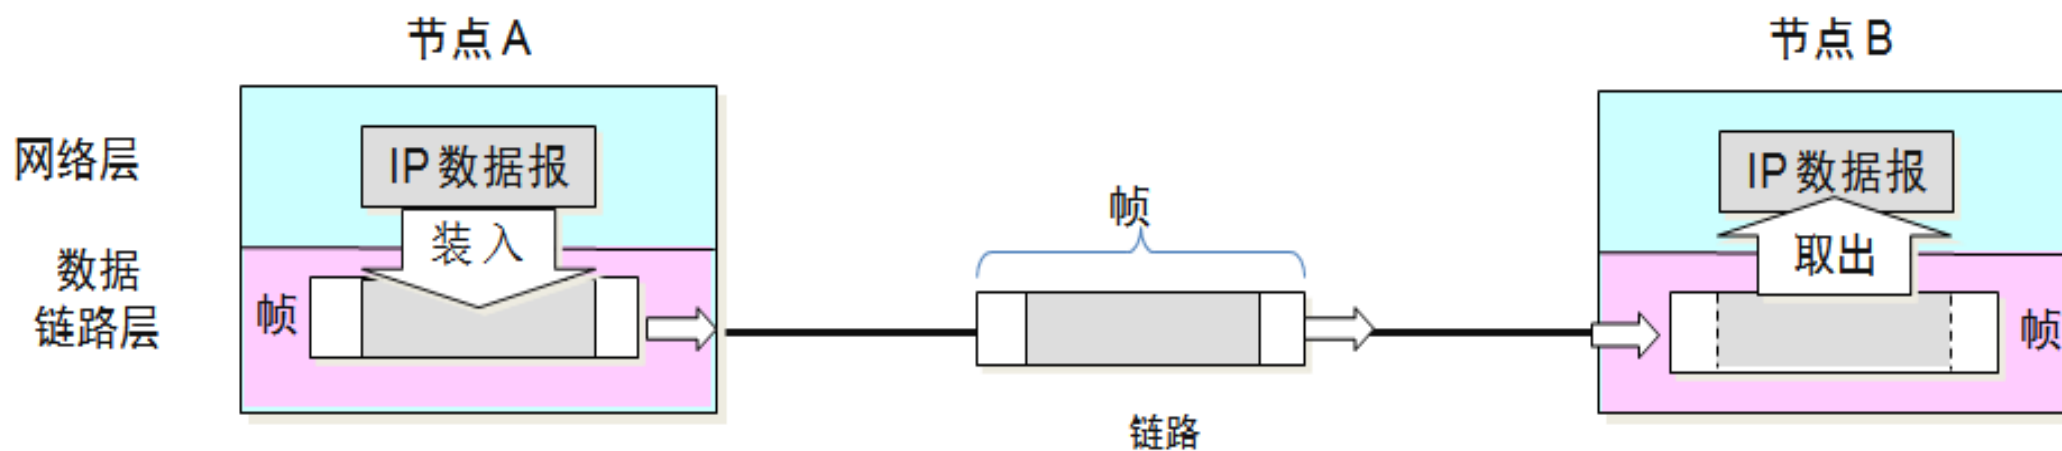 节点 A
节点 B
网络层
IP 数据报
IP 数据报
装入
帧
取出
数据
链路层
帧
帧
链路